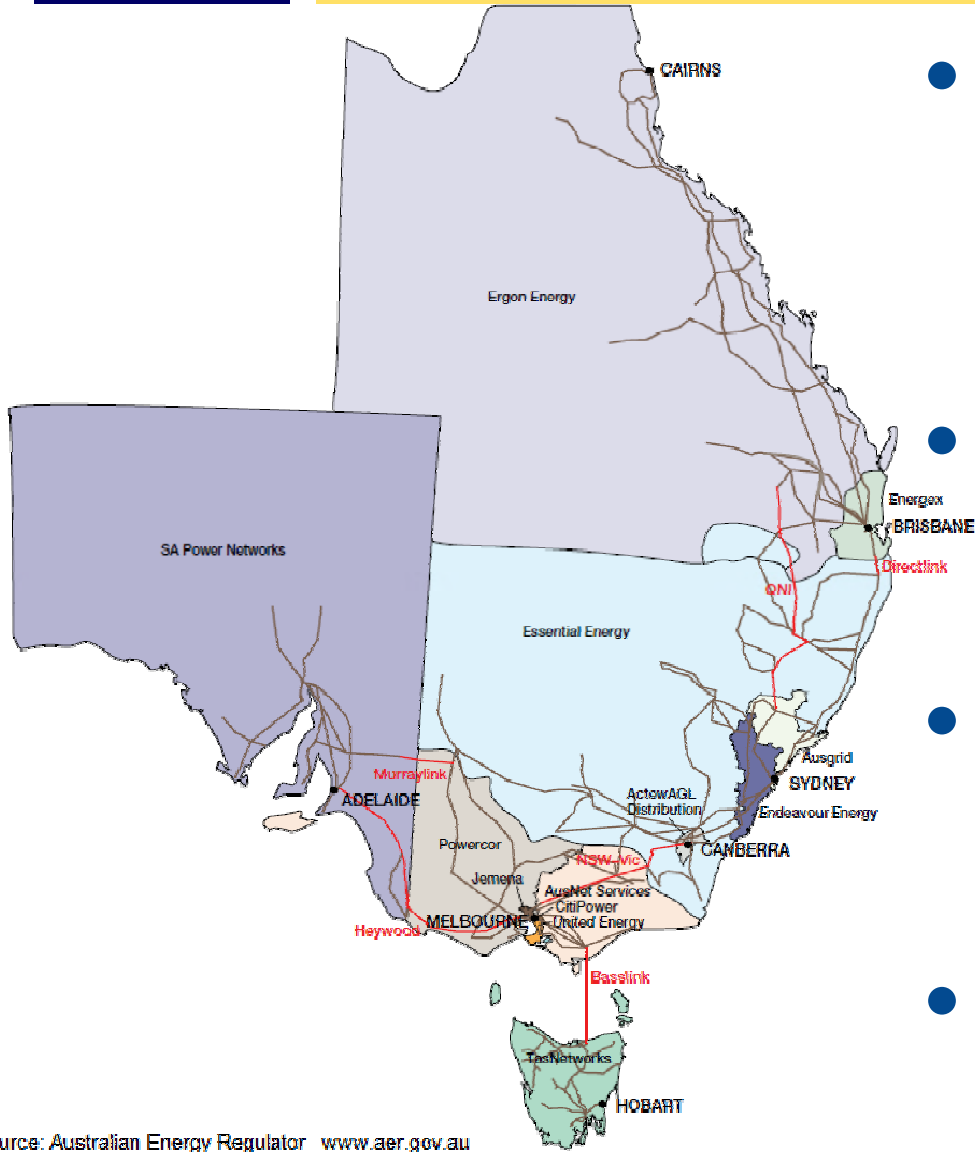 CAIRNS
Ergon Energy
Energex
BRISBANE
Directlink
SA Power Networks
QNI
Essential Energy
Murraylink
Ausgrid
SYDNEY
ADELAIDE
ActewAGL
Distribution
Endeavour Energy
Powercor
CANBERRA
NSW-Vic
Jemena
AusNet Services
CitiPower
MELBOURNE
United Energy
Heywood
Basslink
TasNetworks
HOBART
urce: Australian Energy Regulator www.aer.gov.au